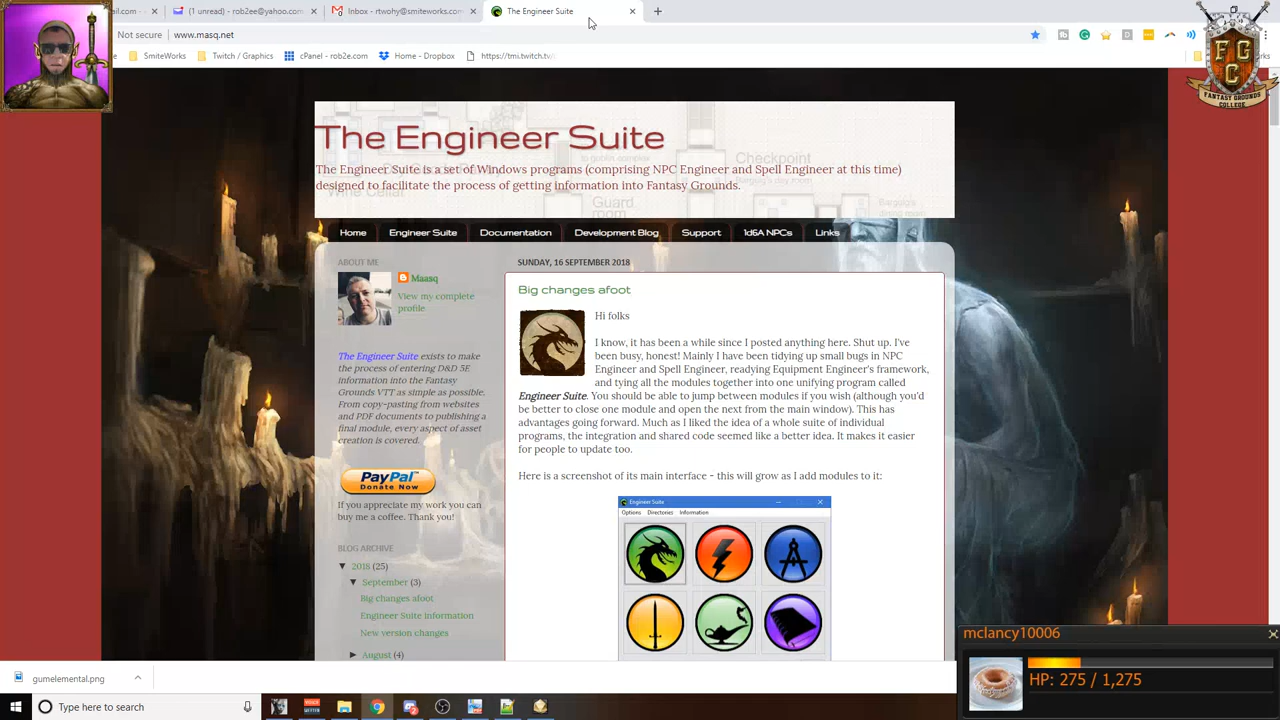 ail.com -
(1 unread) - rob2ee@yahoo.com
Inbox - rtwohy@smiteworks.com
The Engineer Suite
Not secure
www.masq.net
SmiteWorks
Twitch / Graphics
cPanel - rob2e.com
Home - Dropbox
https://tmi.twitch.tv/
FGC
FANTASY GROUNDS
COLLEGE
The Engineer Suite
The Engineer Suite is a set of Windows programs (comprising NPC Engineer and Spell Engineer at this time)
designed to facilitate the process of getting information into Fantasy Grounds.
Checkpoint
Wine Cellar
Guard
room
Home
Engineer Suite
Documentation
Development Blog
Support
1d6A NPCs
Links
ABOUT ME
Maasq
View my complete
profile
The Engineer Suite exists to make
the process of entering D&D 5E
information into the Fantasy
Grounds VTT as simple as possible.
From copy-pasting from websites
and PDF documents to publishing a
final module, every aspect of asset
creation is covered.
PayPal
Donate Now
If you appreciate my work you can
buy me a coffee. Thank you!
BLOG ARCHIVE
▼ 2018 (25)
▼ September (3)
Big changes afoot
Engineer Suite information
New version changes
► August (4)
SUNDAY, 16 SEPTEMBER 2018
Big changes afoot
Hi folks
I know, it has been a while since I posted anything here. Shut up. I've
been busy, honest! Mainly I have been tidying up small bugs in NPC
Engineer and Spell Engineer, readying Equipment Engineer's framework,
and tying all the modules together into one unifying program called
Engineer Suite. You should be able to jump between modules if you wish (although you'd
be better to close one module and open the next from the main window). This has
advantages going forward. Much as I liked the idea of a whole suite of individual
programs, the integration and shared code seemed like a better idea. It makes it easier
for people to update too.
Here is a screenshot of its main interface - this will grow as I add modules to it:
Engineer Suite
Options Directories Information
mclancy10006
HP: 275 / 1,275
gumelemental.png
Type here to search